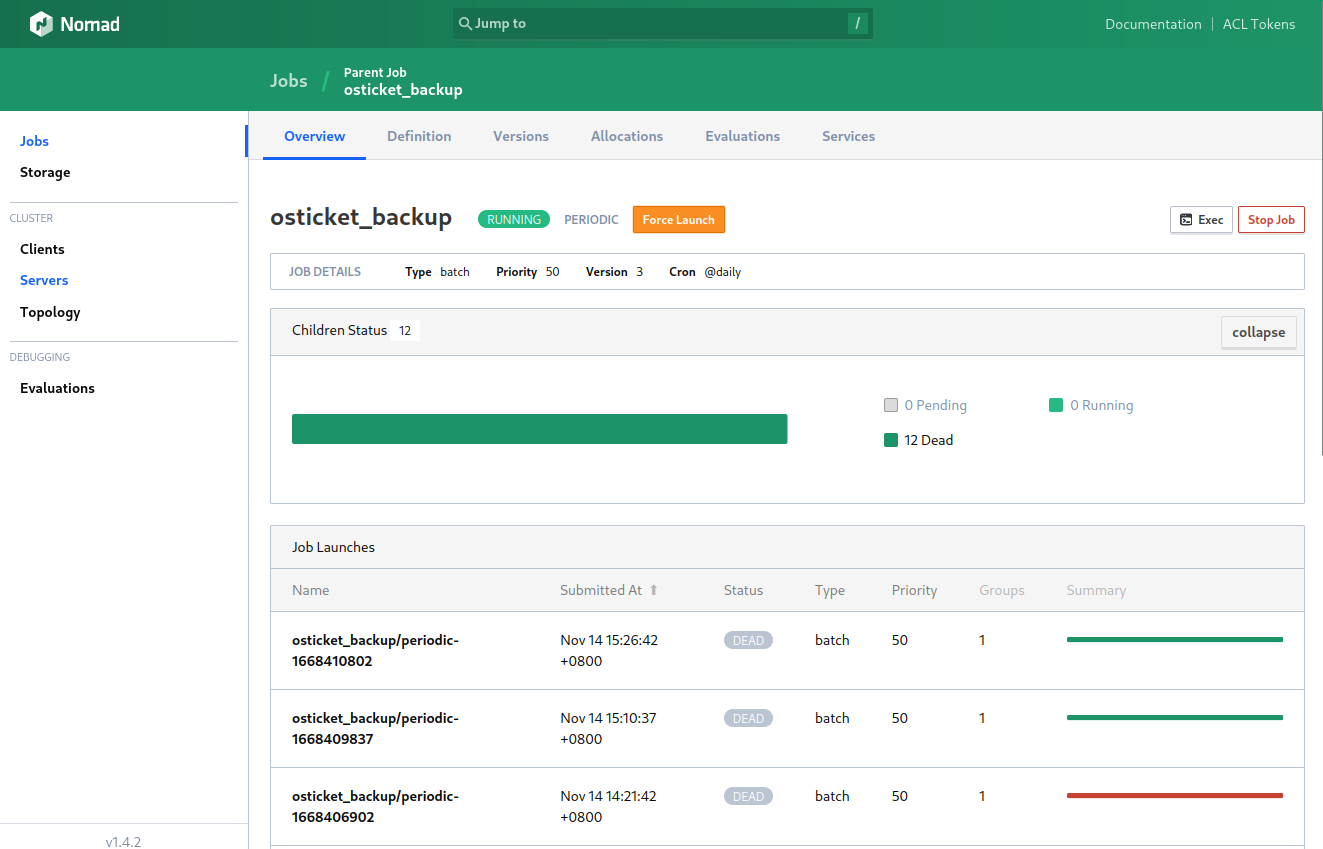 Nomad
Jump to
/
Documentation | ACL Tokens
Jobs / Parent Job
osticket_backup
Jobs
Storage
CLUSTER
Clients
Servers
Topology
DEBUGGING
Evaluations
v1.4.2
Overview Definition Versions Allocations Evaluations Services
osticket_backup RUNNING PERIODIC Force Launch Exec Stop Job
JOB DETAILS Type batch Priority 50 Version 3 Cron @daily
Children Status 12 collapse
0 Pending 0 Running
12 Dead
Job Launches
Name Submitted At Status Type Priority Groups Summary
osticket_backup/periodic- Nov 14 15:26:42 DEAD batch 50 1
1668410802 +0800
osticket_backup/periodic- Nov 14 15:10:37 DEAD batch 50 1
1668409837 +0800
osticket_backup/periodic- Nov 14 14:21:42 DEAD batch 50 1
1668406902 +0800